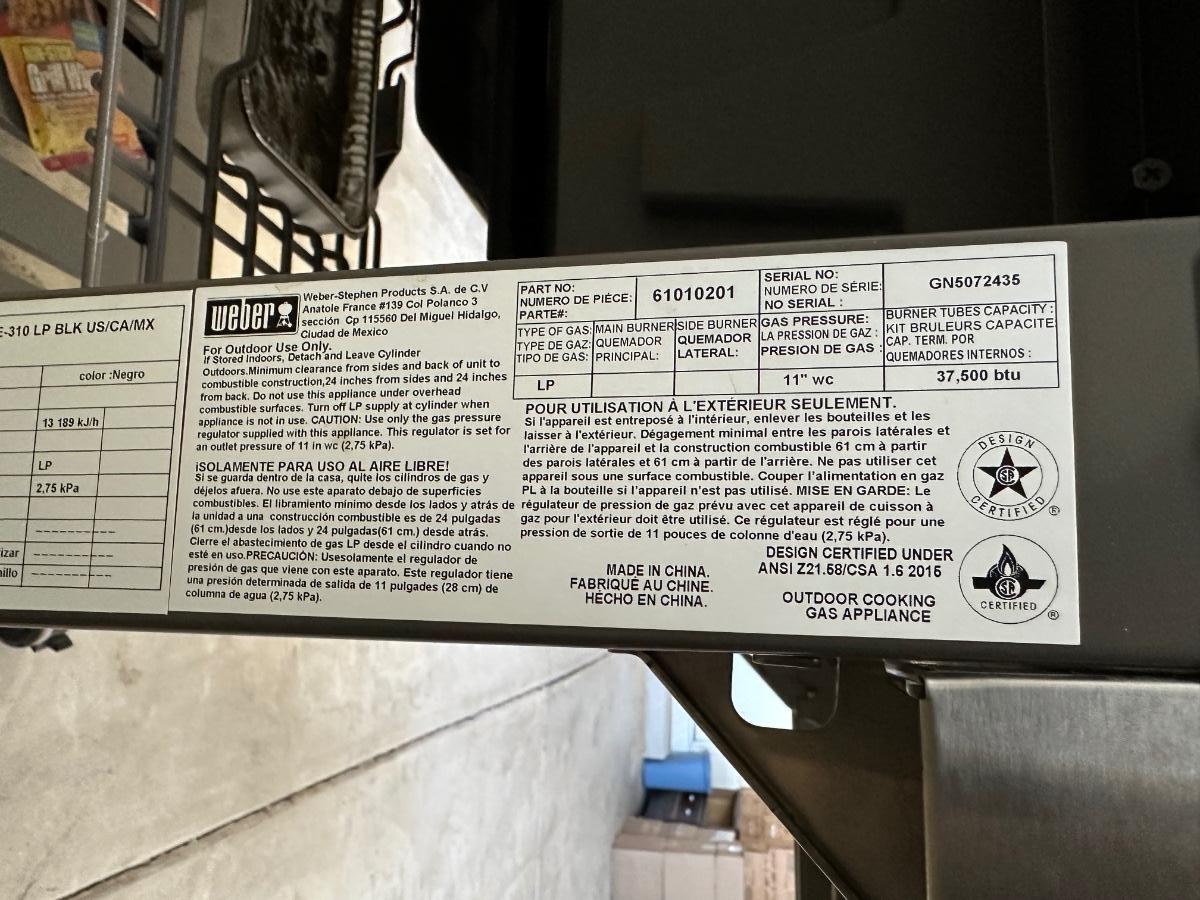 E-310 LP BLK US/CA/MX
color :Negro
13 189 kJ/h
LP
2,75 kPa
izar
illo
weber
Weber-Stephen Products S.A. de C.V
Anatole France #139 Col Polanco 3
sección Cp 115560 Del Miguel Hidalgo,
Ciudad de Mexico
For Outdoor Use Only.
If Stored Indoors, Detach and Leave Cylinder
Outdoors.Minimum clearance from sides and back of unit to
combustible construction,24 inches from sides and 24 inches
from back. Do not use this appliance under overhead
combustible surfaces. Turn off LP supply at cylinder when
appliance is not in use. CAUTION: Use only the gas pressure
regulator supplied with this appliance. This regulator is set for
an outlet pressure of 11 in wc (2,75 kPa).
¡SOLAMENTE PARA USO AL AIRE LIBRE!
Si se guarda dentro de la casa, quite los cilindros de gas y
déjelos afuera. No use este aparato debajo de superficies
combustibles. El libramiento mínimo desde los lados y atrás de
la unidad a una construcción combustible es de 24 pulgadas
(61 cm.)desde los lados y 24 pulgadas(61 cm.) desde atrás.
Cierre el abastecimiento de gas LP desde el cilindro cuando no
esté en uso.PRECAUCIÓN: Usesolamente el regulador de
presión de gas que viene con este aparato. Este regulador tiene
una presión determinada de salida de 11 pulgades (28 cm) de
columna de agua (2,75 kPa).
PART NO:
NUMERO DE PIÈCE:
PARTE#:
61010201
SERIAL NO:
NUMERO DE SÉRIE:
NO SERIAL :
GN5072435
TYPE OF GAS:
TYPE DE GAZ:
TIPO DE GAS:
MAIN BURNER
QUEMADOR
PRINCIPAL:
SIDE BURNER
QUEMADOR
LATERAL:
GAS PRESSURE:
LA PRESSION DE GAZ :
PRESION DE GAS :
BURNER TUBES CAPACITY :
KIT BRULEURS CAPACITE
CAP. TERM. POR
QUEMADORES INTERNOS :
LP
11" wc
37,500 btu
POUR UTILISATION À L'EXTÉRIEUR SEULEMENT.
Si l'appareil est entreposé à l'intérieur, enlever les bouteilles et les
laisser à l'extérieur. Dégagement minimal entre les parois latérales et
l'arrière de l'appareil et la construction combustible 61 cm à partir
des parois latérales et 61 cm à partir de l'arrière. Ne pas utiliser cet
appareil sous une surface combustible. Couper l'alimentation en gaz
PL à la bouteille si l'appareil n'est pas utilisé. MISE EN GARDE: Le
régulateur de pression de gaz prévu avec cet appareil de cuisson à
gaz pour l'extérieur doit être utilisé. Ce régulateur est réglé pour une
pression de sortie de 11 pouces de colonne d'eau (2,75 kPa).
MADE IN CHINA.
FABRIQUÉ AU CHINE.
HECHO EN CHINA.
DESIGN CERTIFIED UNDER
ANSI Z21.58/CSA 1.6 2015
OUTDOOR COOKING
GAS APPLIANCE
DESIGN
CERTIFIED
®
CERTIFIED
®